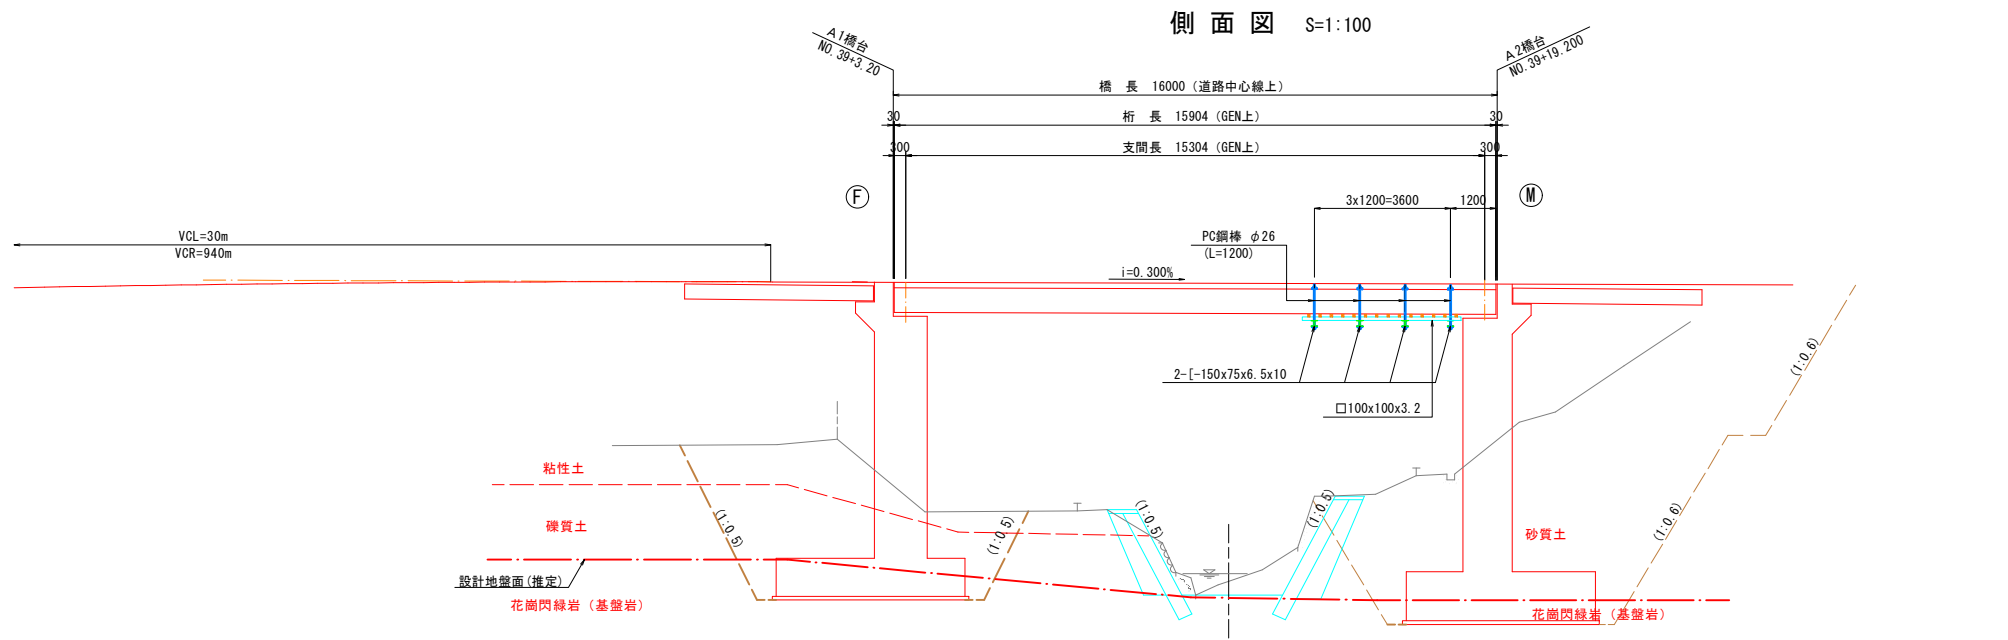 側面図 S=1:100
A1橋台
NO.39+3.20
A2橋台
NO.39+19.200
橋長 16000（道路中心線上）
30
桁長 15904（GEN上）
30
300
支間長 15304（GEN上）
300
F
M
3x1200=3600
1200
VCL=30m
VCR=940m
PC鋼棒 φ26
(L=1200)
i=0.300%
2-[-150x75x6.5x10
□100x100x3.2
(1:0.6)
粘性土
礫質土
(1:0.5)
(1:0.5)
(1:0.5)
(1:0.5)
(1:0.6)
砂質土
設計地盤面(推定)
花崗閃緑岩（基盤岩）
花崗閃緑岩（基盤岩）